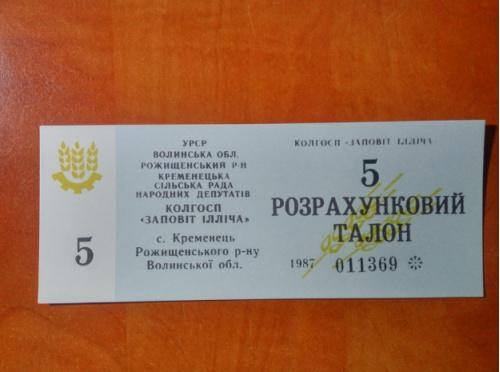 5
УРСР
ВОЛИНСЬКА ОБЛ.
РОЖИЩЕНСЬКИЙ Р-Н
КРЕМЕНЕЦЬКА
СІЛЬСЬКА РАДА
НАРОДНИХ ДЕПУТАТІВ
КОЛГОСП
«ЗАПОВІТ ІЛЛІЧА»
с. Кременець
Рожищенського р-ну
Волинської обл.
КОЛГОСП «ЗАПОВІТ ІЛЛІЧА»
5
РОЗРАХУНКОВИЙ
ТАЛОН
1987 011369